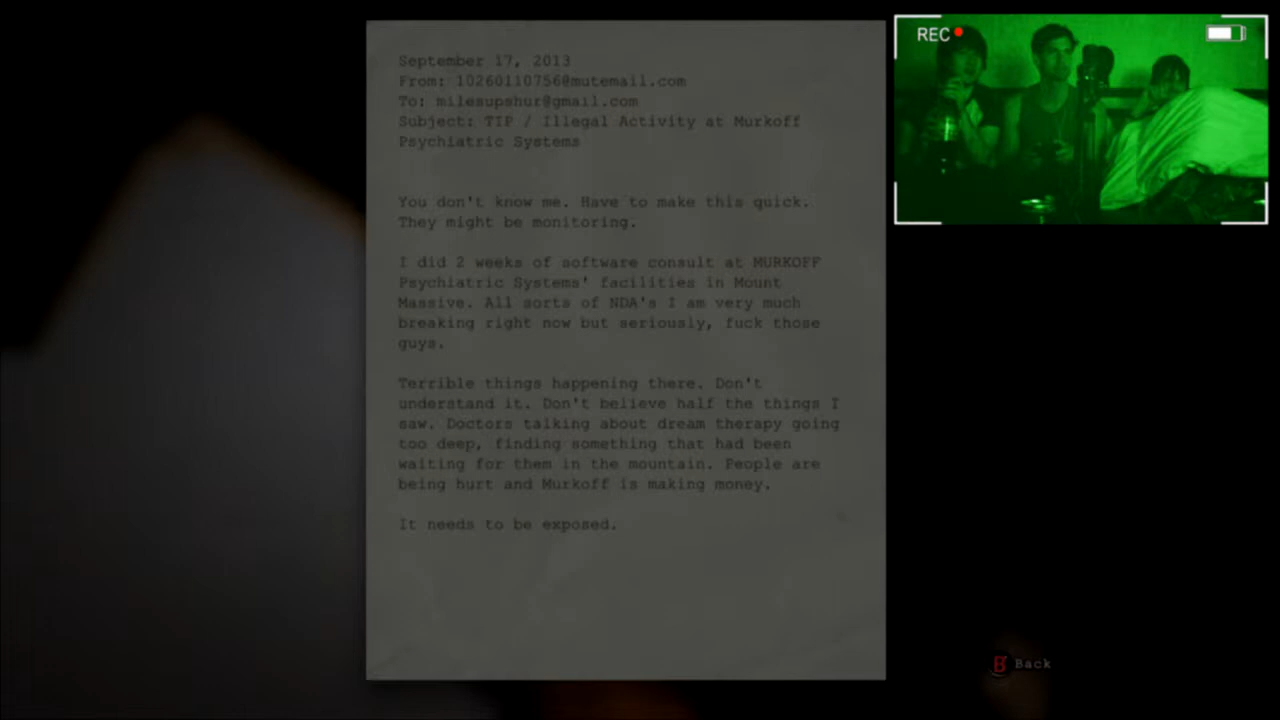 September 17, 2013
From: 10260110756@mutemail.com
To: milesupshur@gmail.com
Subject: TIP / Illegal Activity at Murkoff
Psychiatric Systems
You don't know me. Have to make this quick.
They might be monitoring.
I did 2 weeks of software consult at MURKOFF
Psychiatric Systems' facilities in Mount
Massive. All sorts of NDA's I am very much
breaking right now but seriously, fuck those
guys.
Terrible things happening there. Don't
understand it. Don't believe half the things I
saw. Doctors talking about dream therapy going
too deep, finding something that had been
waiting for them in the mountain. People are
being hurt and Murkoff is making money.
It needs to be exposed.
REC
B Back